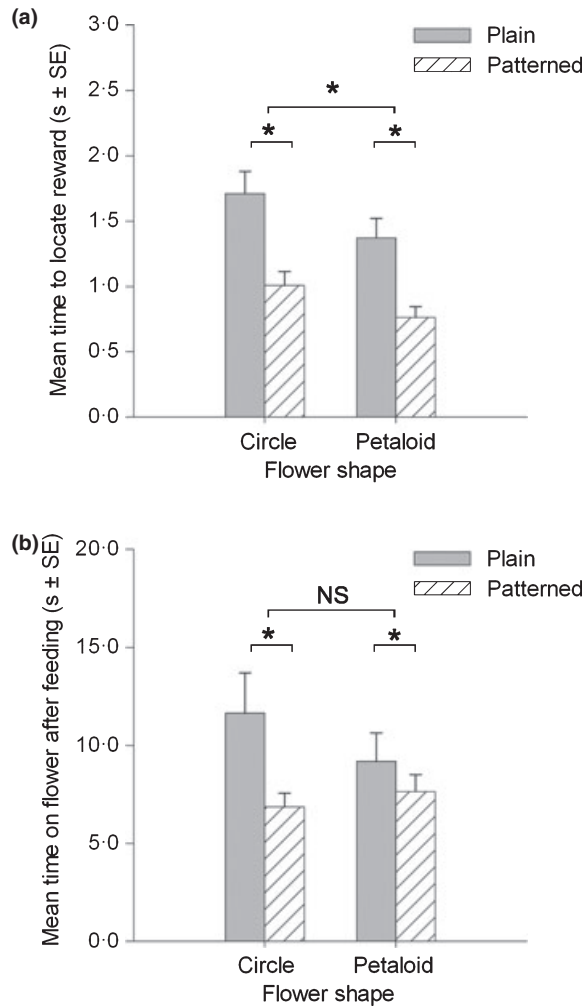 (a)
Mean time to locate reward (s ± SE)
3·0
2·5
2·0
1·5
1·0
0·5
0·0
Plain
Patterned
*
*
*
Circle
Petaloid
Flower shape
(b)
Mean time on flower after feeding (s ± SE)
20·0
15·0
10·0
5·0
0·0
Plain
Patterned
NS
*
*
Circle
Petaloid
Flower shape